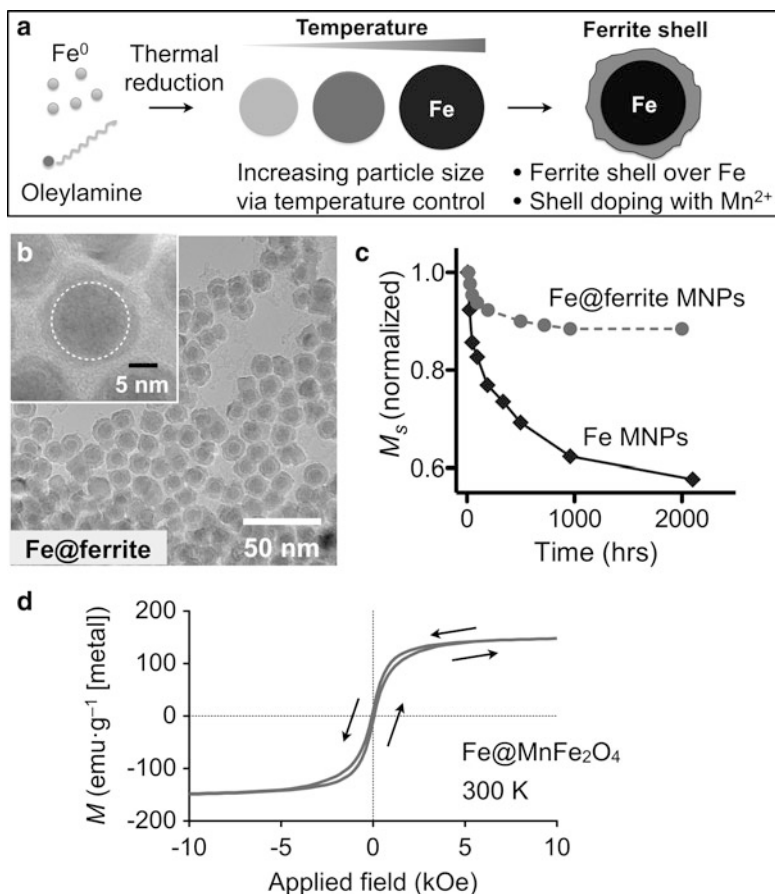 a
Temperature
Ferrite shell
Fe⁰
Thermal
reduction
Fe
Fe
Oleylamine
Increasing particle size
via temperature control
• Ferrite shell over Fe
• Shell doping with Mn²⁺
b
5 nm
Fe@ferrite
50 nm
c
1.0
0.8
0.6
Mₛ (normalized)
Fe@ferrite MNPs
Fe MNPs
0
1000
2000
Time (hrs)
d
200
100
0
-100
-200
M (emu·g⁻¹ [metal])
Fe@MnFe₂O₄
300 K
-10
-5
0
5
10
Applied field (kOe)